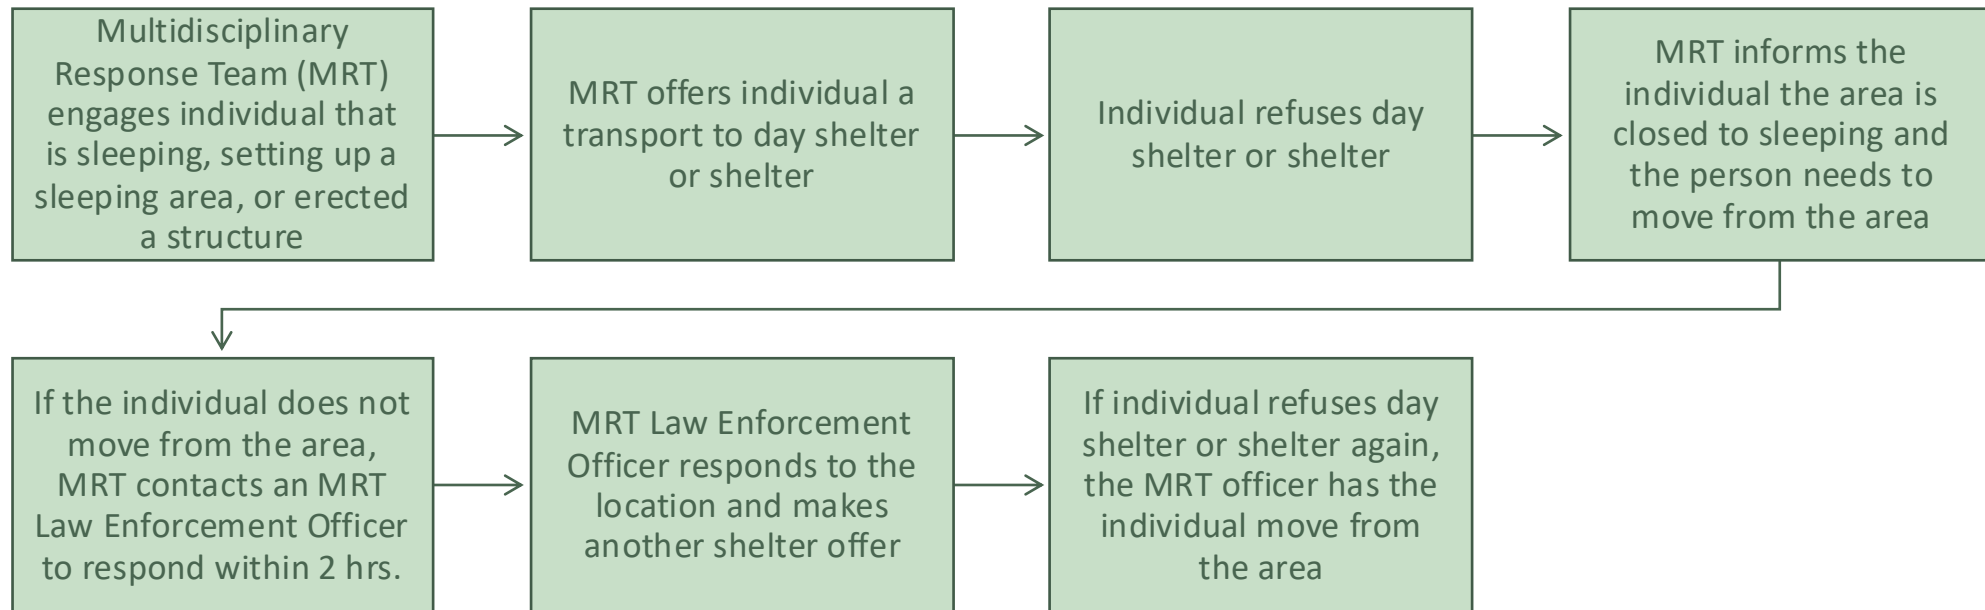 Multidisciplinary
Response Team (MRT)
engages individual that
is sleeping, setting up a
sleeping area, or erected
a structure
MRT offers individual a
transport to day shelter
or shelter
Individual refuses day
shelter or shelter
MRT informs the
individual the area is
closed to sleeping and
the person needs to
move from the area
If the individual does not
move from the area,
MRT contacts an MRT
Law Enforcement Officer
to respond within 2 hrs.
MRT Law Enforcement
Officer responds to the
location and makes
another shelter offer
If individual refuses day
shelter or shelter again,
the MRT officer has the
individual move from
the area